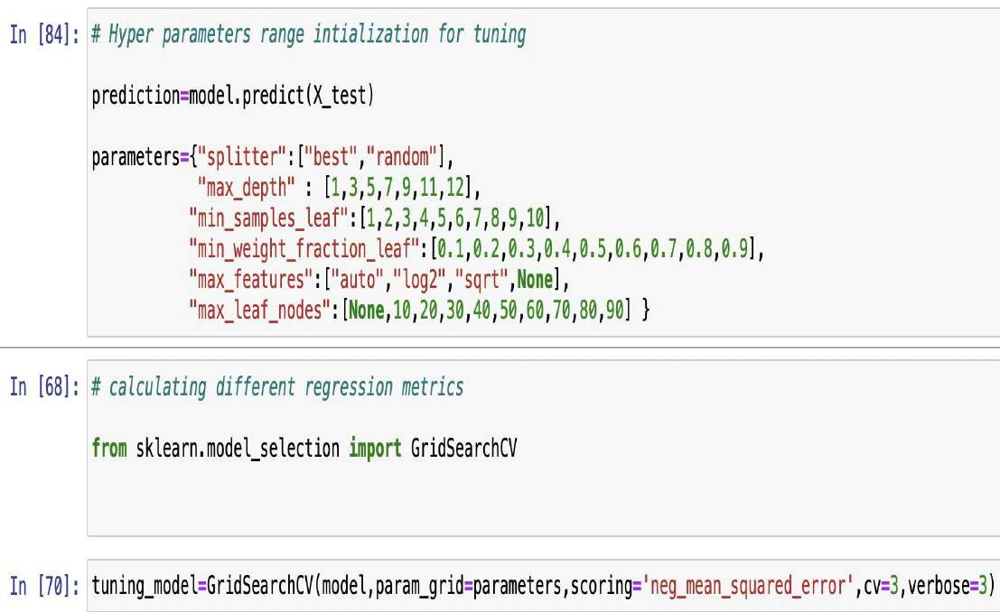 In [84]: # Hyper parameters range intialization for tuning
prediction=model.predict(X_test)
parameters={"splitter":["best","random"],
"max_depth" : [1,3,5,7,9,11,12],
"min_samples_leaf":[1,2,3,4,5,6,7,8,9,10],
"min_weight_fraction_leaf":[0.1,0.2,0.3,0.4,0.5,0.6,0.7,0.8,0.9],
"max_features":["auto","log2","sqrt",None],
"max_leaf_nodes":[None,10,20,30,40,50,60,70,80,90] }
In [68]: # calculating different regression metrics
from sklearn.model_selection import GridSearchCV
In [70]: tuning_model=GridSearchCV(model,param_grid=parameters,scoring='neg_mean_squared_error',cv=3,verbose=3)